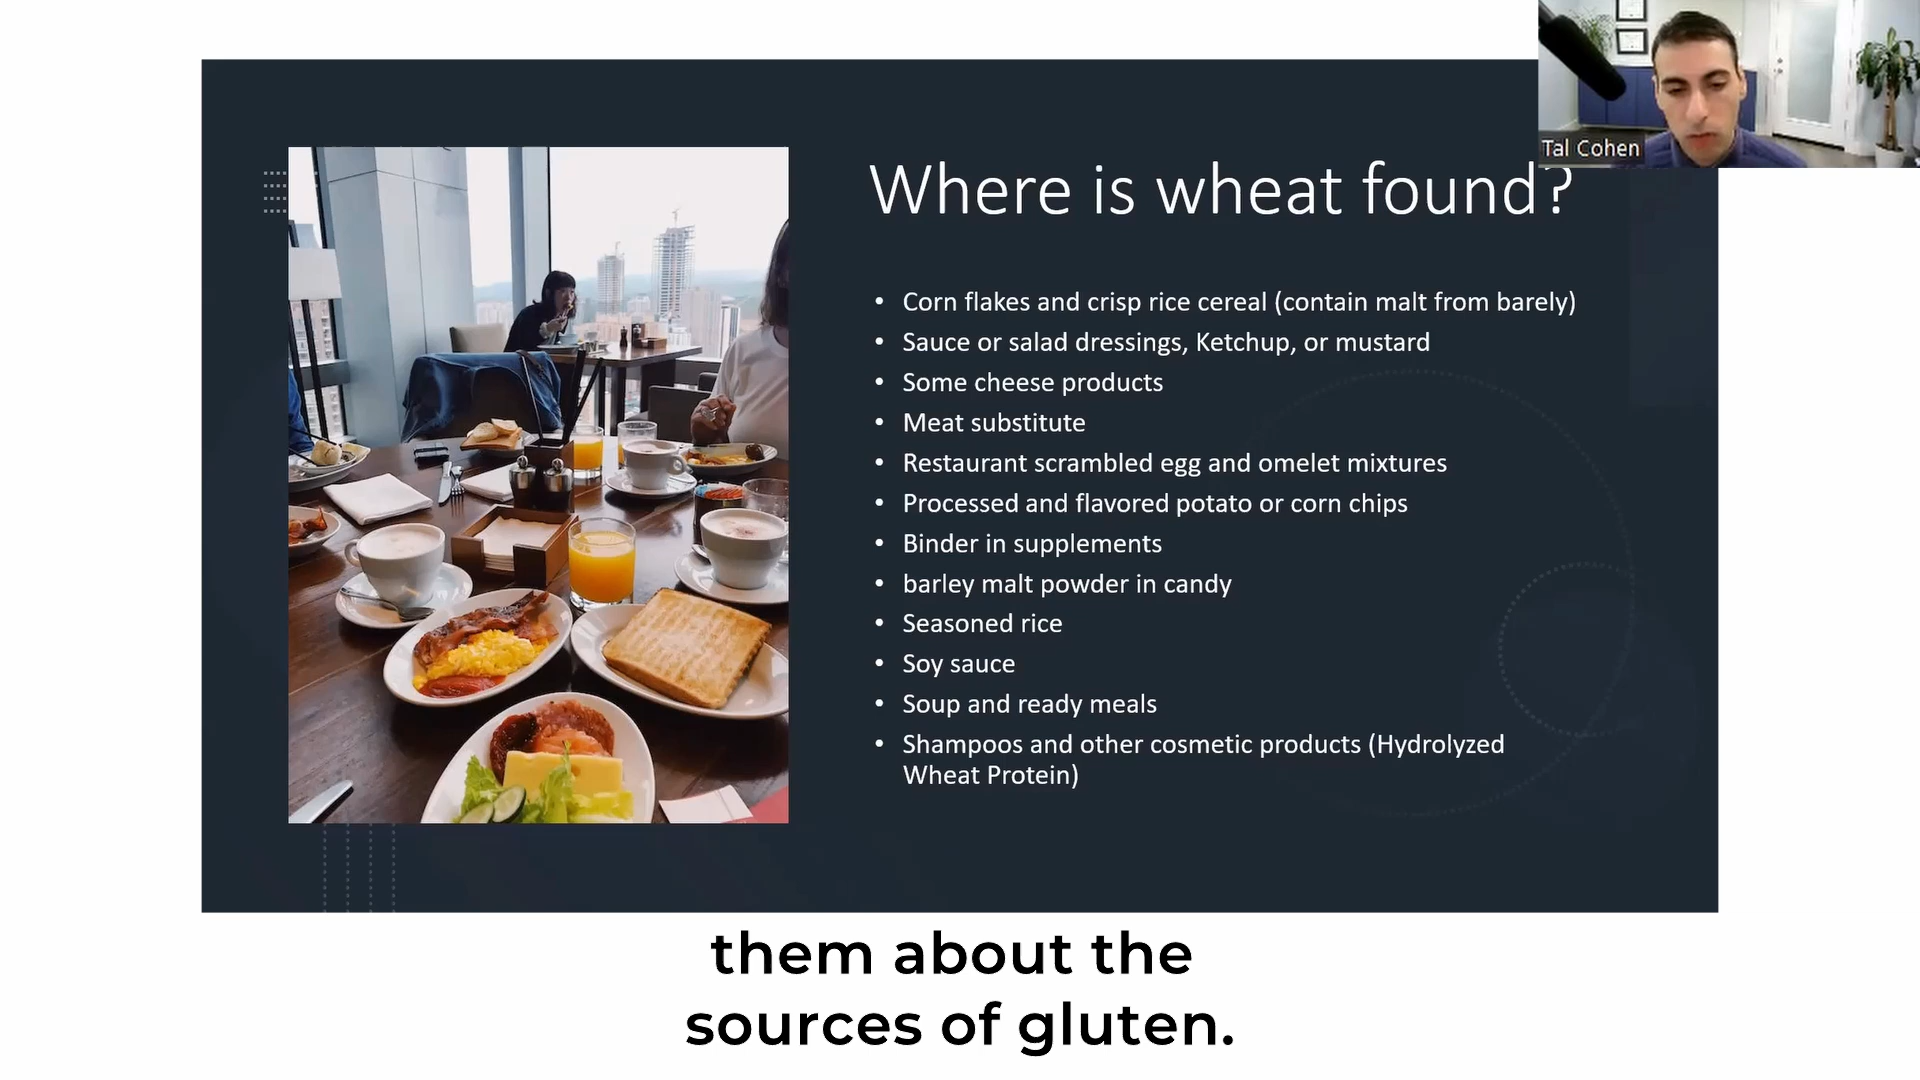 Tal Cohen
Where is wheat found?
• Corn flakes and crisp rice cereal (contain malt from barely)
• Sauce or salad dressings, Ketchup, or mustard
• Some cheese products
• Meat substitute
• Restaurant scrambled egg and omelet mixtures
• Processed and flavored potato or corn chips
• Binder in supplements
• barley malt powder in candy
• Seasoned rice
• Soy sauce
• Soup and ready meals
• Shampoos and other cosmetic products (Hydrolyzed
Wheat Protein)
them about the
sources of gluten.